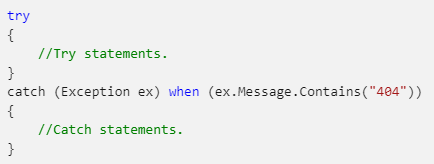 try
{
    //Try statements.
}
catch (Exception ex) when (ex.Message.Contains("404"))
{
    //Catch statements.
}